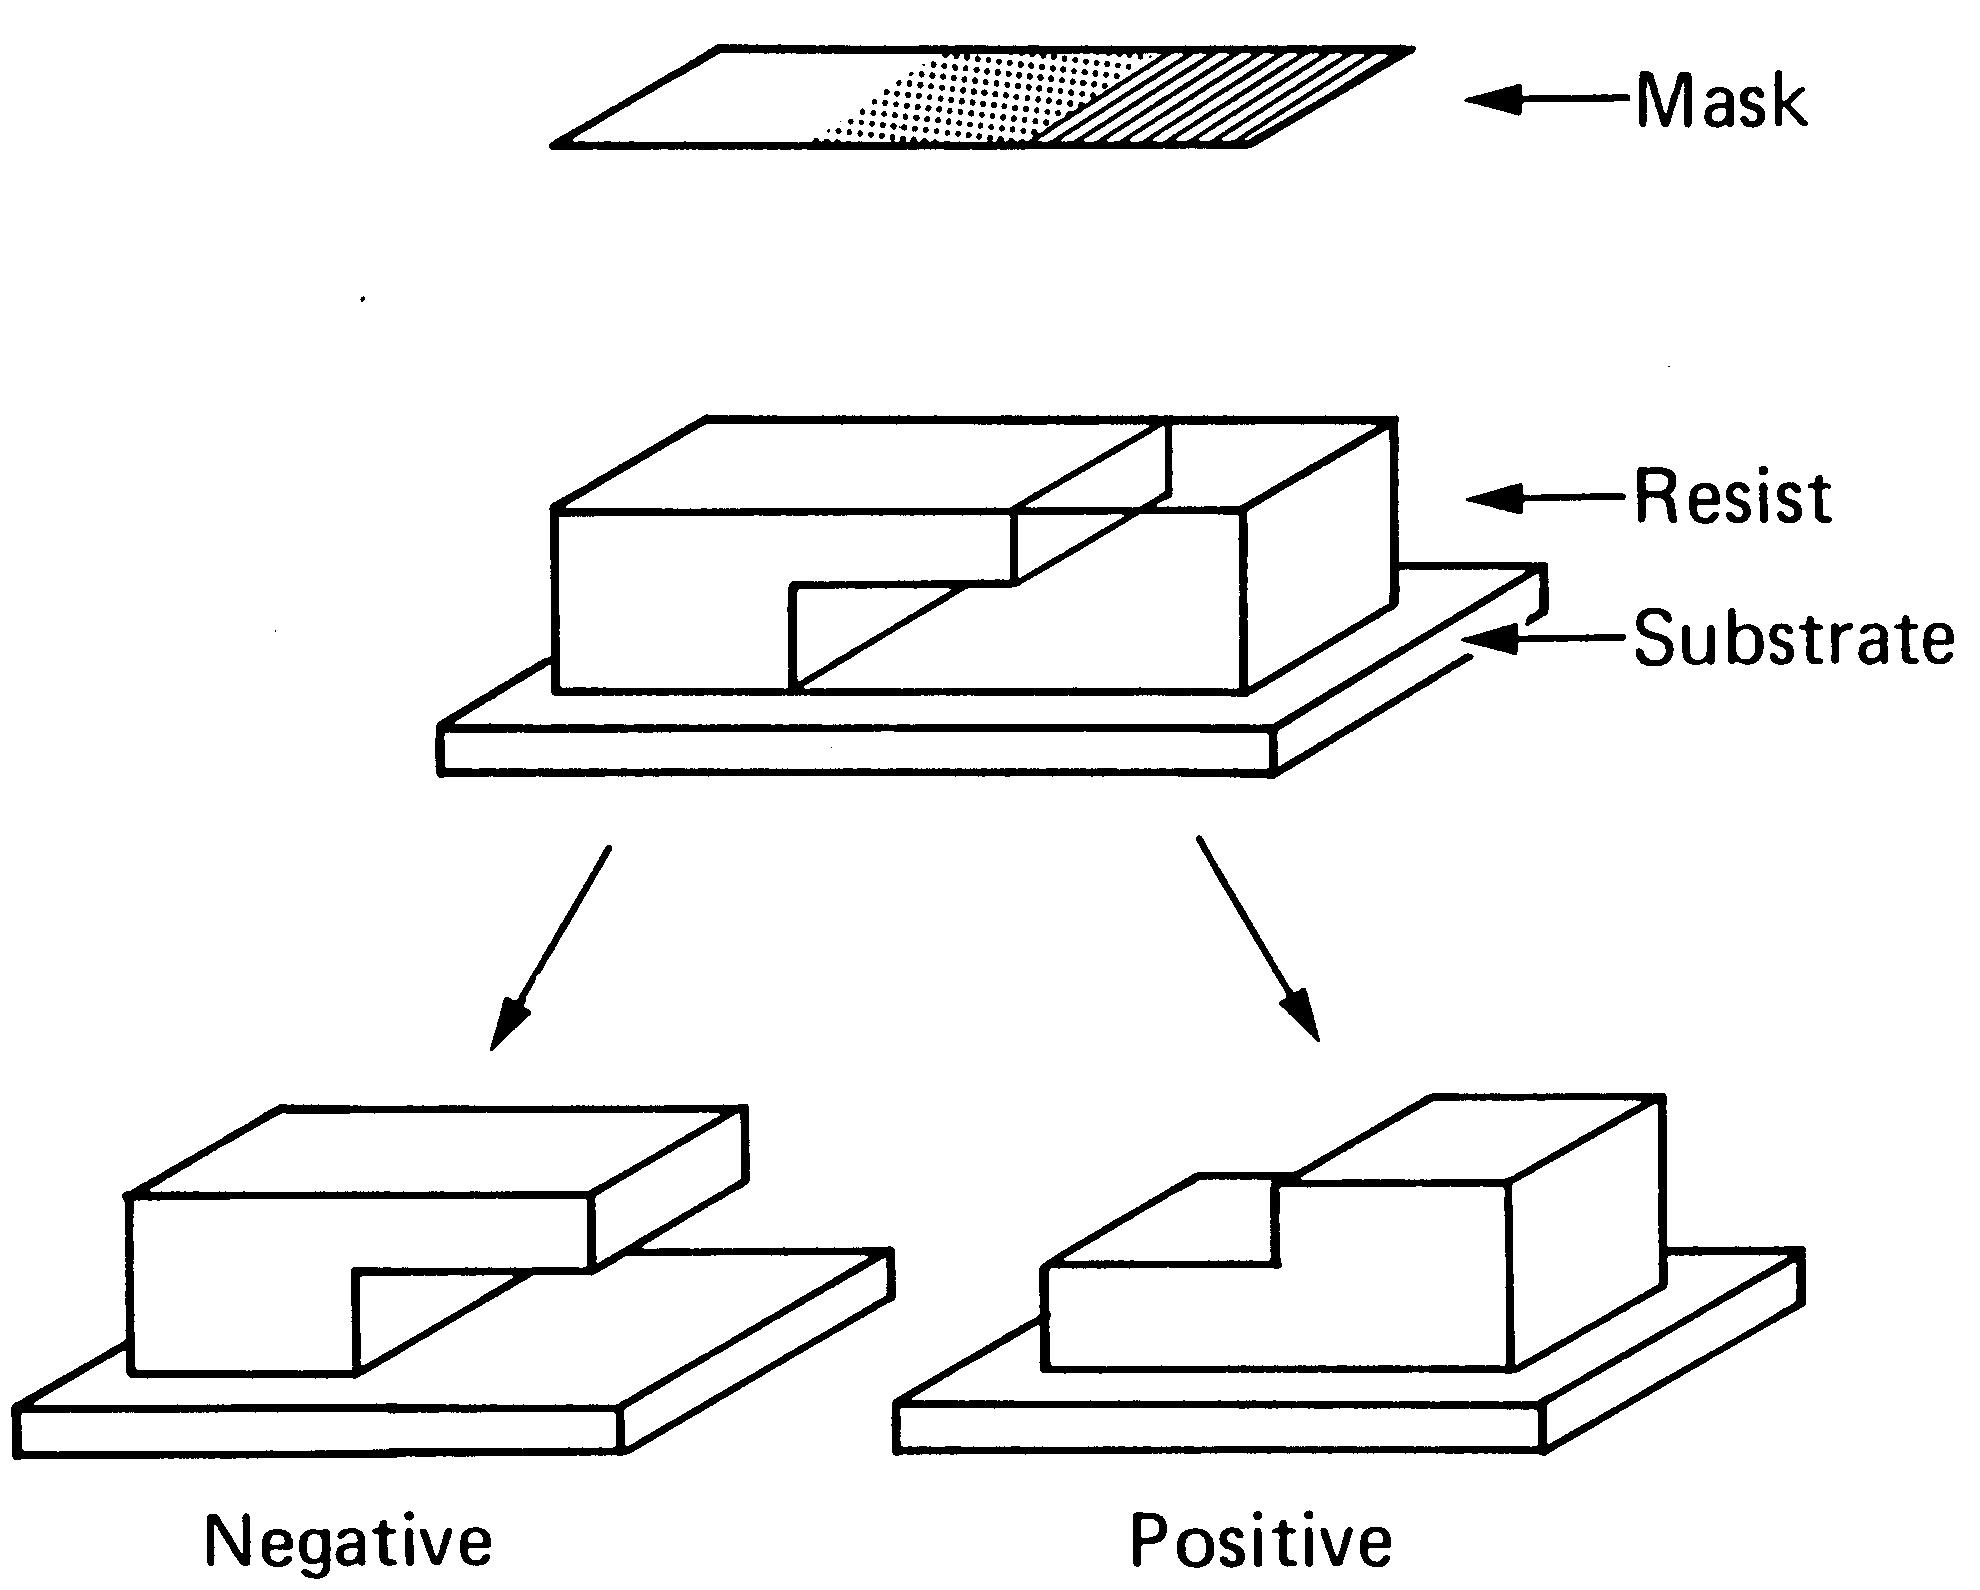 Mask
Resist
Substrate
Negative
Positive